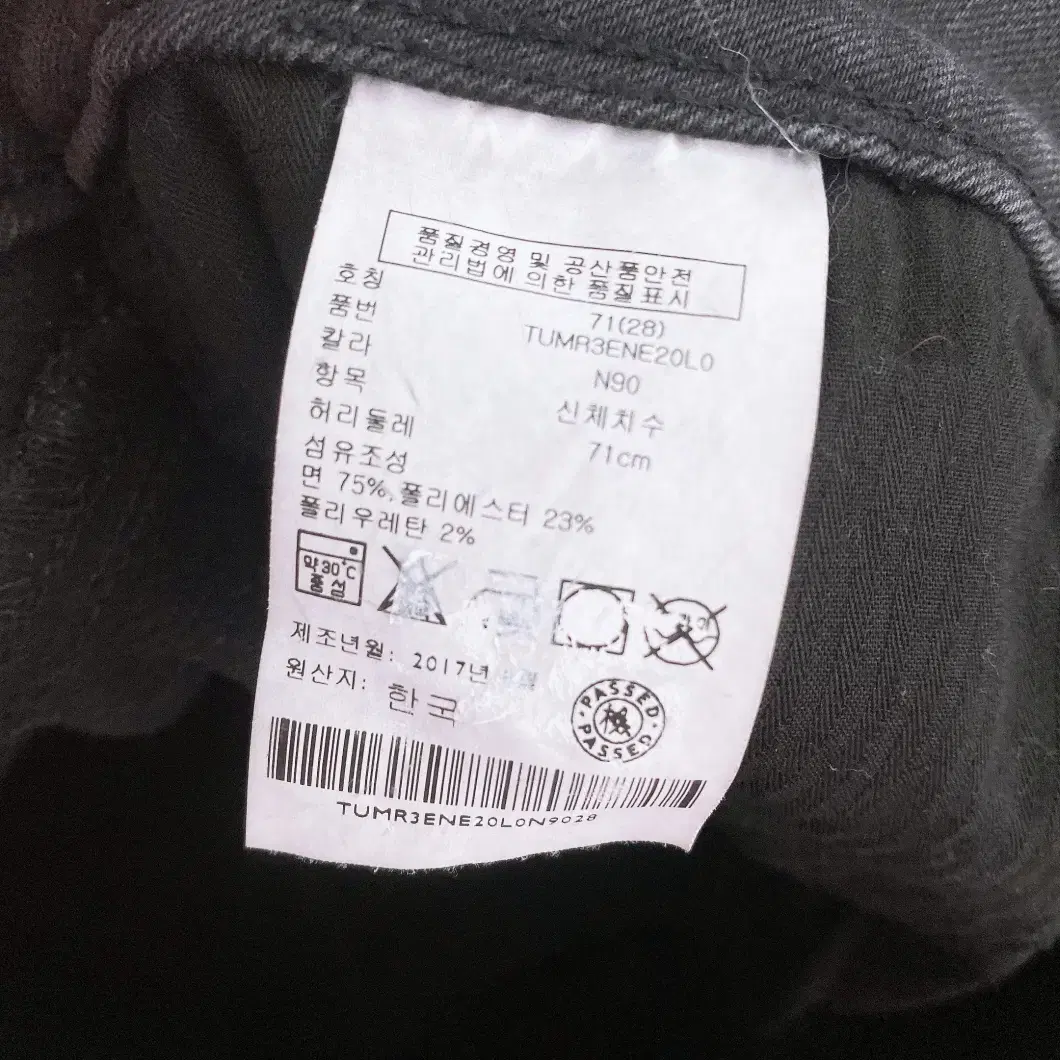 품질경영 및 공산품안전
관리법에 의한 품질표시
호칭 71(28)
품번 TUMR3ENE20L0
칼라 N90
항목 신체치수
허리둘레 71cm
섬유조성
면 75%,폴리에스터 23%
폴리우레탄 2%
약30℃
중성
제조년월: 2017년
원산지: 한국
PASSED
PASSED
TUMR3ENE20L0N9028